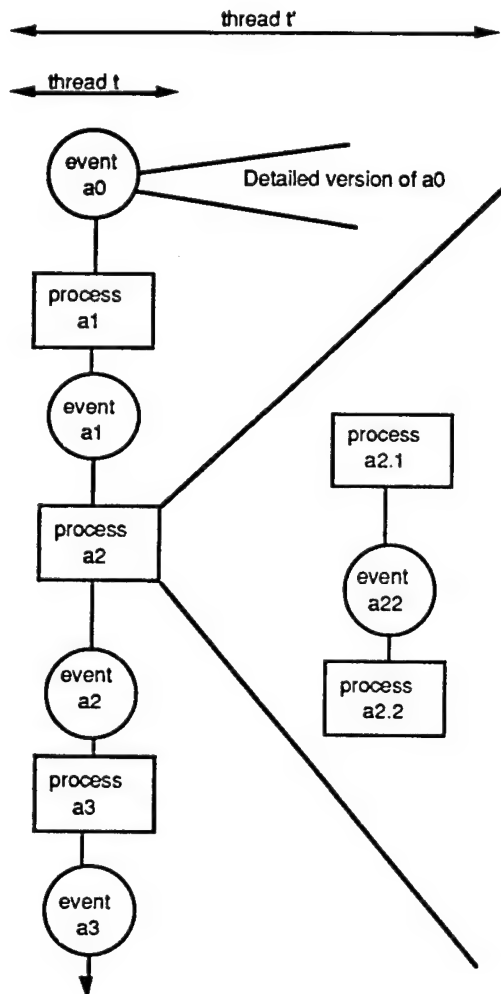 thread t'
thread t
event
a0
Detailed version of a0
process
a1
event
a1
process
a2
event
a2
process
a3
event
a3
process
a2.1
event
a22
process
a2.2